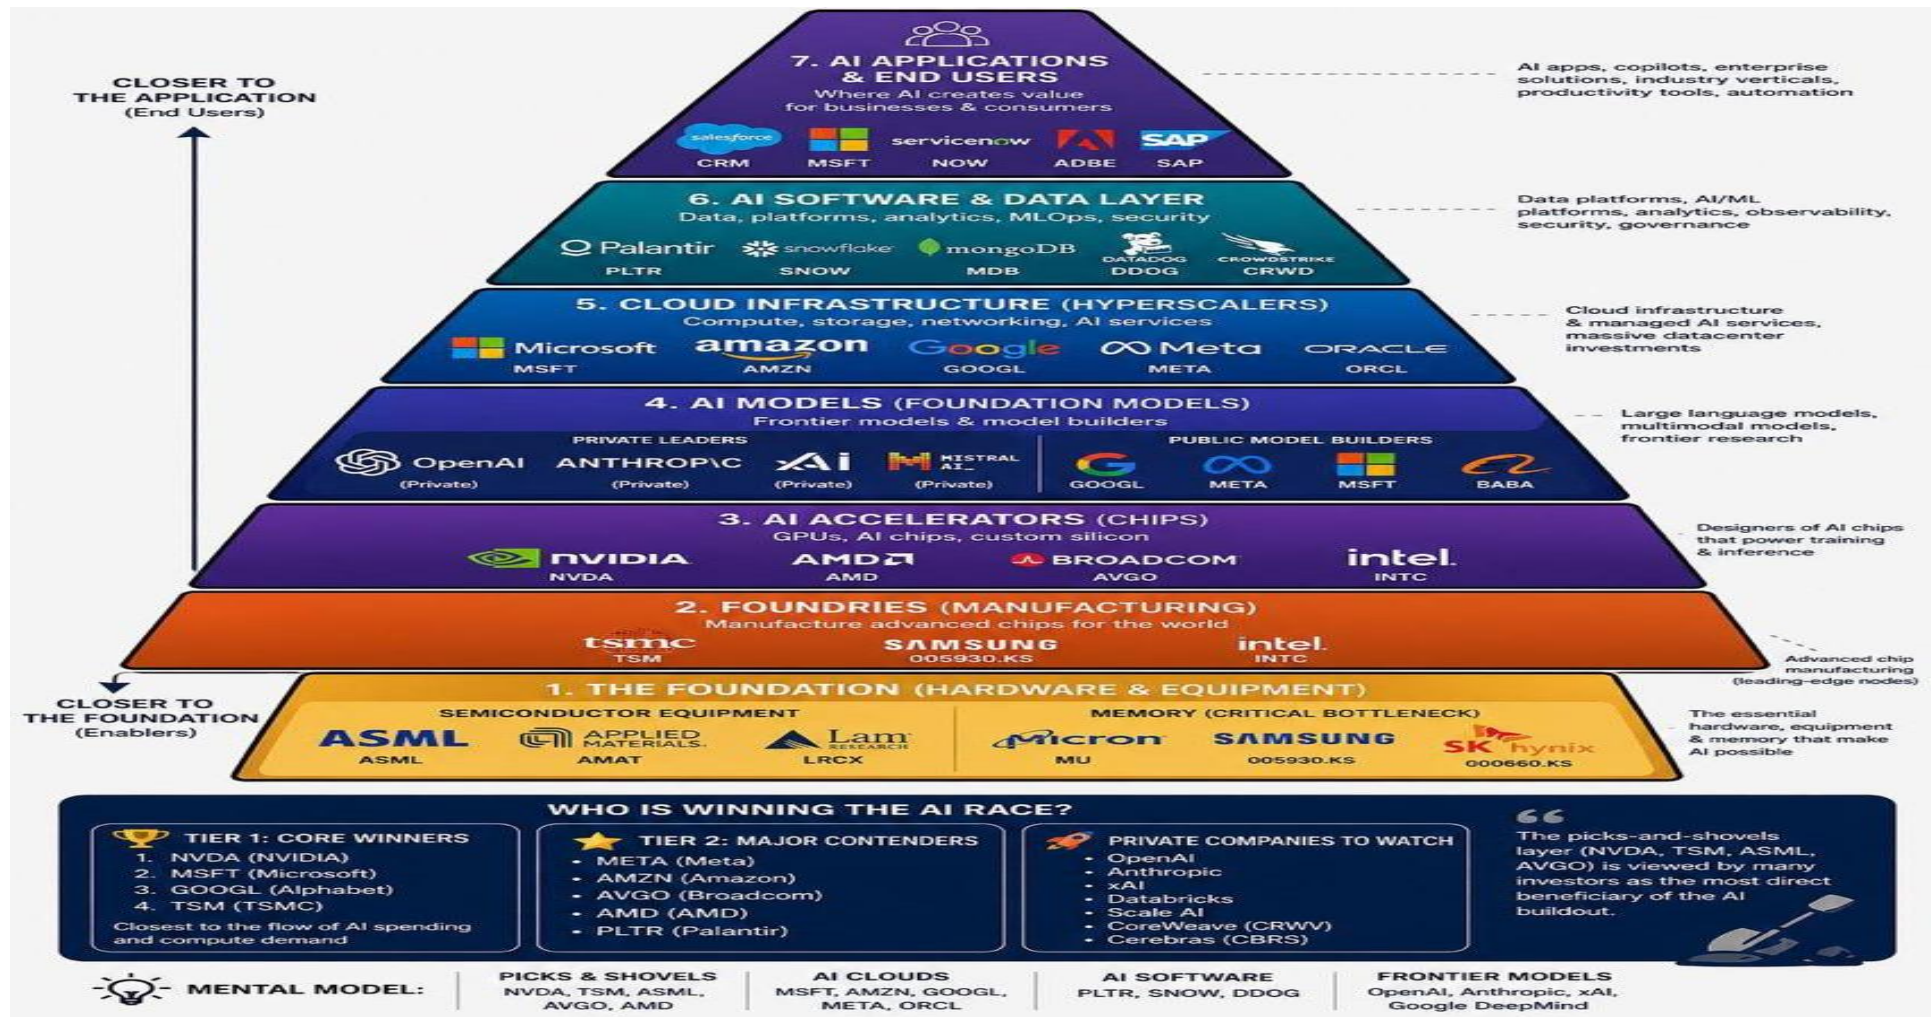 CLOSER TO
THE APPLICATION
(End Users)
7. AI APPLICATIONS
& END USERS
Where AI creates value
for businesses & consumers
salesforce
servicenow
SAP
CRM
MSFT
NOW
ADBE
SAP
AI apps, copilots, enterprise
solutions, industry verticals,
productivity tools, automation
6. AI SOFTWARE & DATA LAYER
Data, platforms, analytics, MLOps, security
Palantir
snowflake
mongoDB
DATADOG
CROWDSTRIKE
PLTR
SNOW
MDB
DDOG
CRWD
Data platforms, AI/ML
platforms, analytics, observability,
security, governance
5. CLOUD INFRASTRUCTURE (HYPERSCALERS)
Compute, storage, networking, AI services
Microsoft
amazon
Google
Meta
ORACLE
MSFT
AMZN
GOOGL
META
ORCL
Cloud infrastructure
& managed AI services,
massive datacenter
investments
4. AI MODELS (FOUNDATION MODELS)
Frontier models & model builders
PRIVATE LEADERS
OpenAI
ANTHROP\C
xAI
MISTRAL
AI_
(Private)
(Private)
(Private)
(Private)
PUBLIC MODEL BUILDERS
GOOGL
META
MSFT
BABA
Large language models,
multimodal models,
frontier research
3. AI ACCELERATORS (CHIPS)
GPUs, AI chips, custom silicon
nVIDIA
AMD
BROADCOM
intel.
NVDA
AMD
AVGO
INTC
Designers of AI chips
that power training
& inference
2. FOUNDRIES (MANUFACTURING)
Manufacture advanced chips for the world
tsmc
SAMSUNG
intel.
TSM
005930.KS
INTC
Advanced chip
manufacturing
(leading-edge nodes)
CLOSER TO
THE FOUNDATION
(Enablers)
1. THE FOUNDATION (HARDWARE & EQUIPMENT)
SEMICONDUCTOR EQUIPMENT
ASML
APPLIED
MATERIALS.
Lam
RESEARCH
ASML
AMAT
LRCX
MEMORY (CRITICAL BOTTLENECK)
Micron
SAMSUNG
SK hynix
MU
005930.KS
000660.KS
The essential
hardware, equipment
& memory that make
AI possible
WHO IS WINNING THE AI RACE?
TIER 1: CORE WINNERS
1. NVDA (NVIDIA)
2. MSFT (Microsoft)
3. GOOGL (Alphabet)
4. TSM (TSMC)
Closest to the flow of AI spending
and compute demand
TIER 2: MAJOR CONTENDERS
• META (Meta)
• AMZN (Amazon)
• AVGO (Broadcom)
• AMD (AMD)
• PLTR (Palantir)
PRIVATE COMPANIES TO WATCH
• OpenAI
• Anthropic
• xAI
• Databricks
• Scale AI
• CoreWeave (CRWV)
• Cerebras (CBRS)
“
The picks-and-shovels
layer (NVDA, TSM, ASML,
AVGO) is viewed by many
investors as the most direct
beneficiary of the AI
buildout.
MENTAL MODEL:
PICKS & SHOVELS
NVDA, TSM, ASML,
AVGO, AMD
AI CLOUDS
MSFT, AMZN, GOOGL,
META, ORCL
AI SOFTWARE
PLTR, SNOW, DDOG
FRONTIER MODELS
OpenAI, Anthropic, xAI,
Google DeepMind